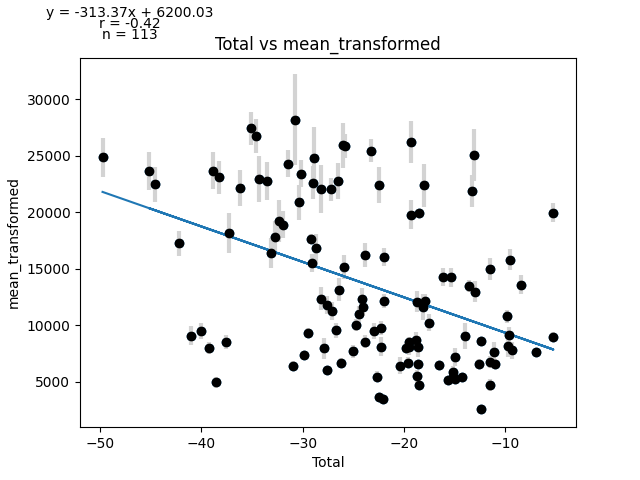 y = -313.37x + 6200.03
r = -0.42
n = 113
Total vs mean_transformed
30000
25000
20000
15000
10000
5000
mean_transformed
−50 −40 −30 −20 −10
Total